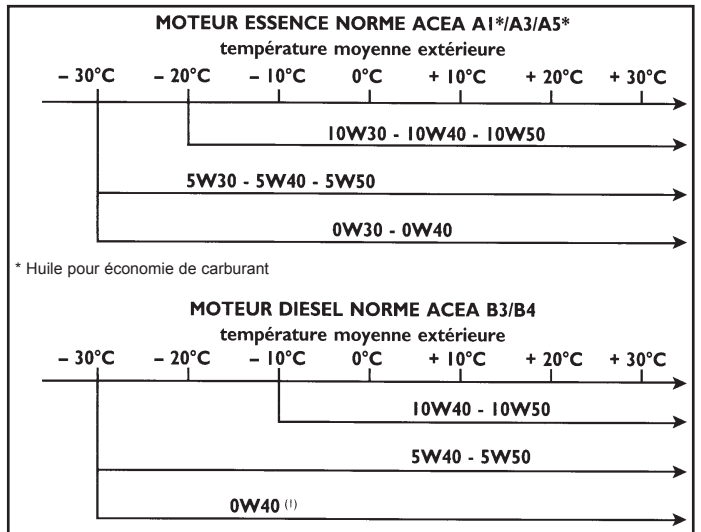 MOTEUR ESSENCE NORME ACEA A1*/A3/A5*
température moyenne extérieure
– 30°C – 20°C – 10°C 0°C + 10°C + 20°C + 30°C
10W30 - 10W40 - 10W50
5W30 - 5W40 - 5W50
0W30 - 0W40
* Huile pour économie de carburant
MOTEUR DIESEL NORME ACEA B3/B4
température moyenne extérieure
– 30°C – 20°C – 10°C 0°C + 10°C + 20°C + 30°C
10W40 - 10W50
5W40 - 5W50
0W40 (1)